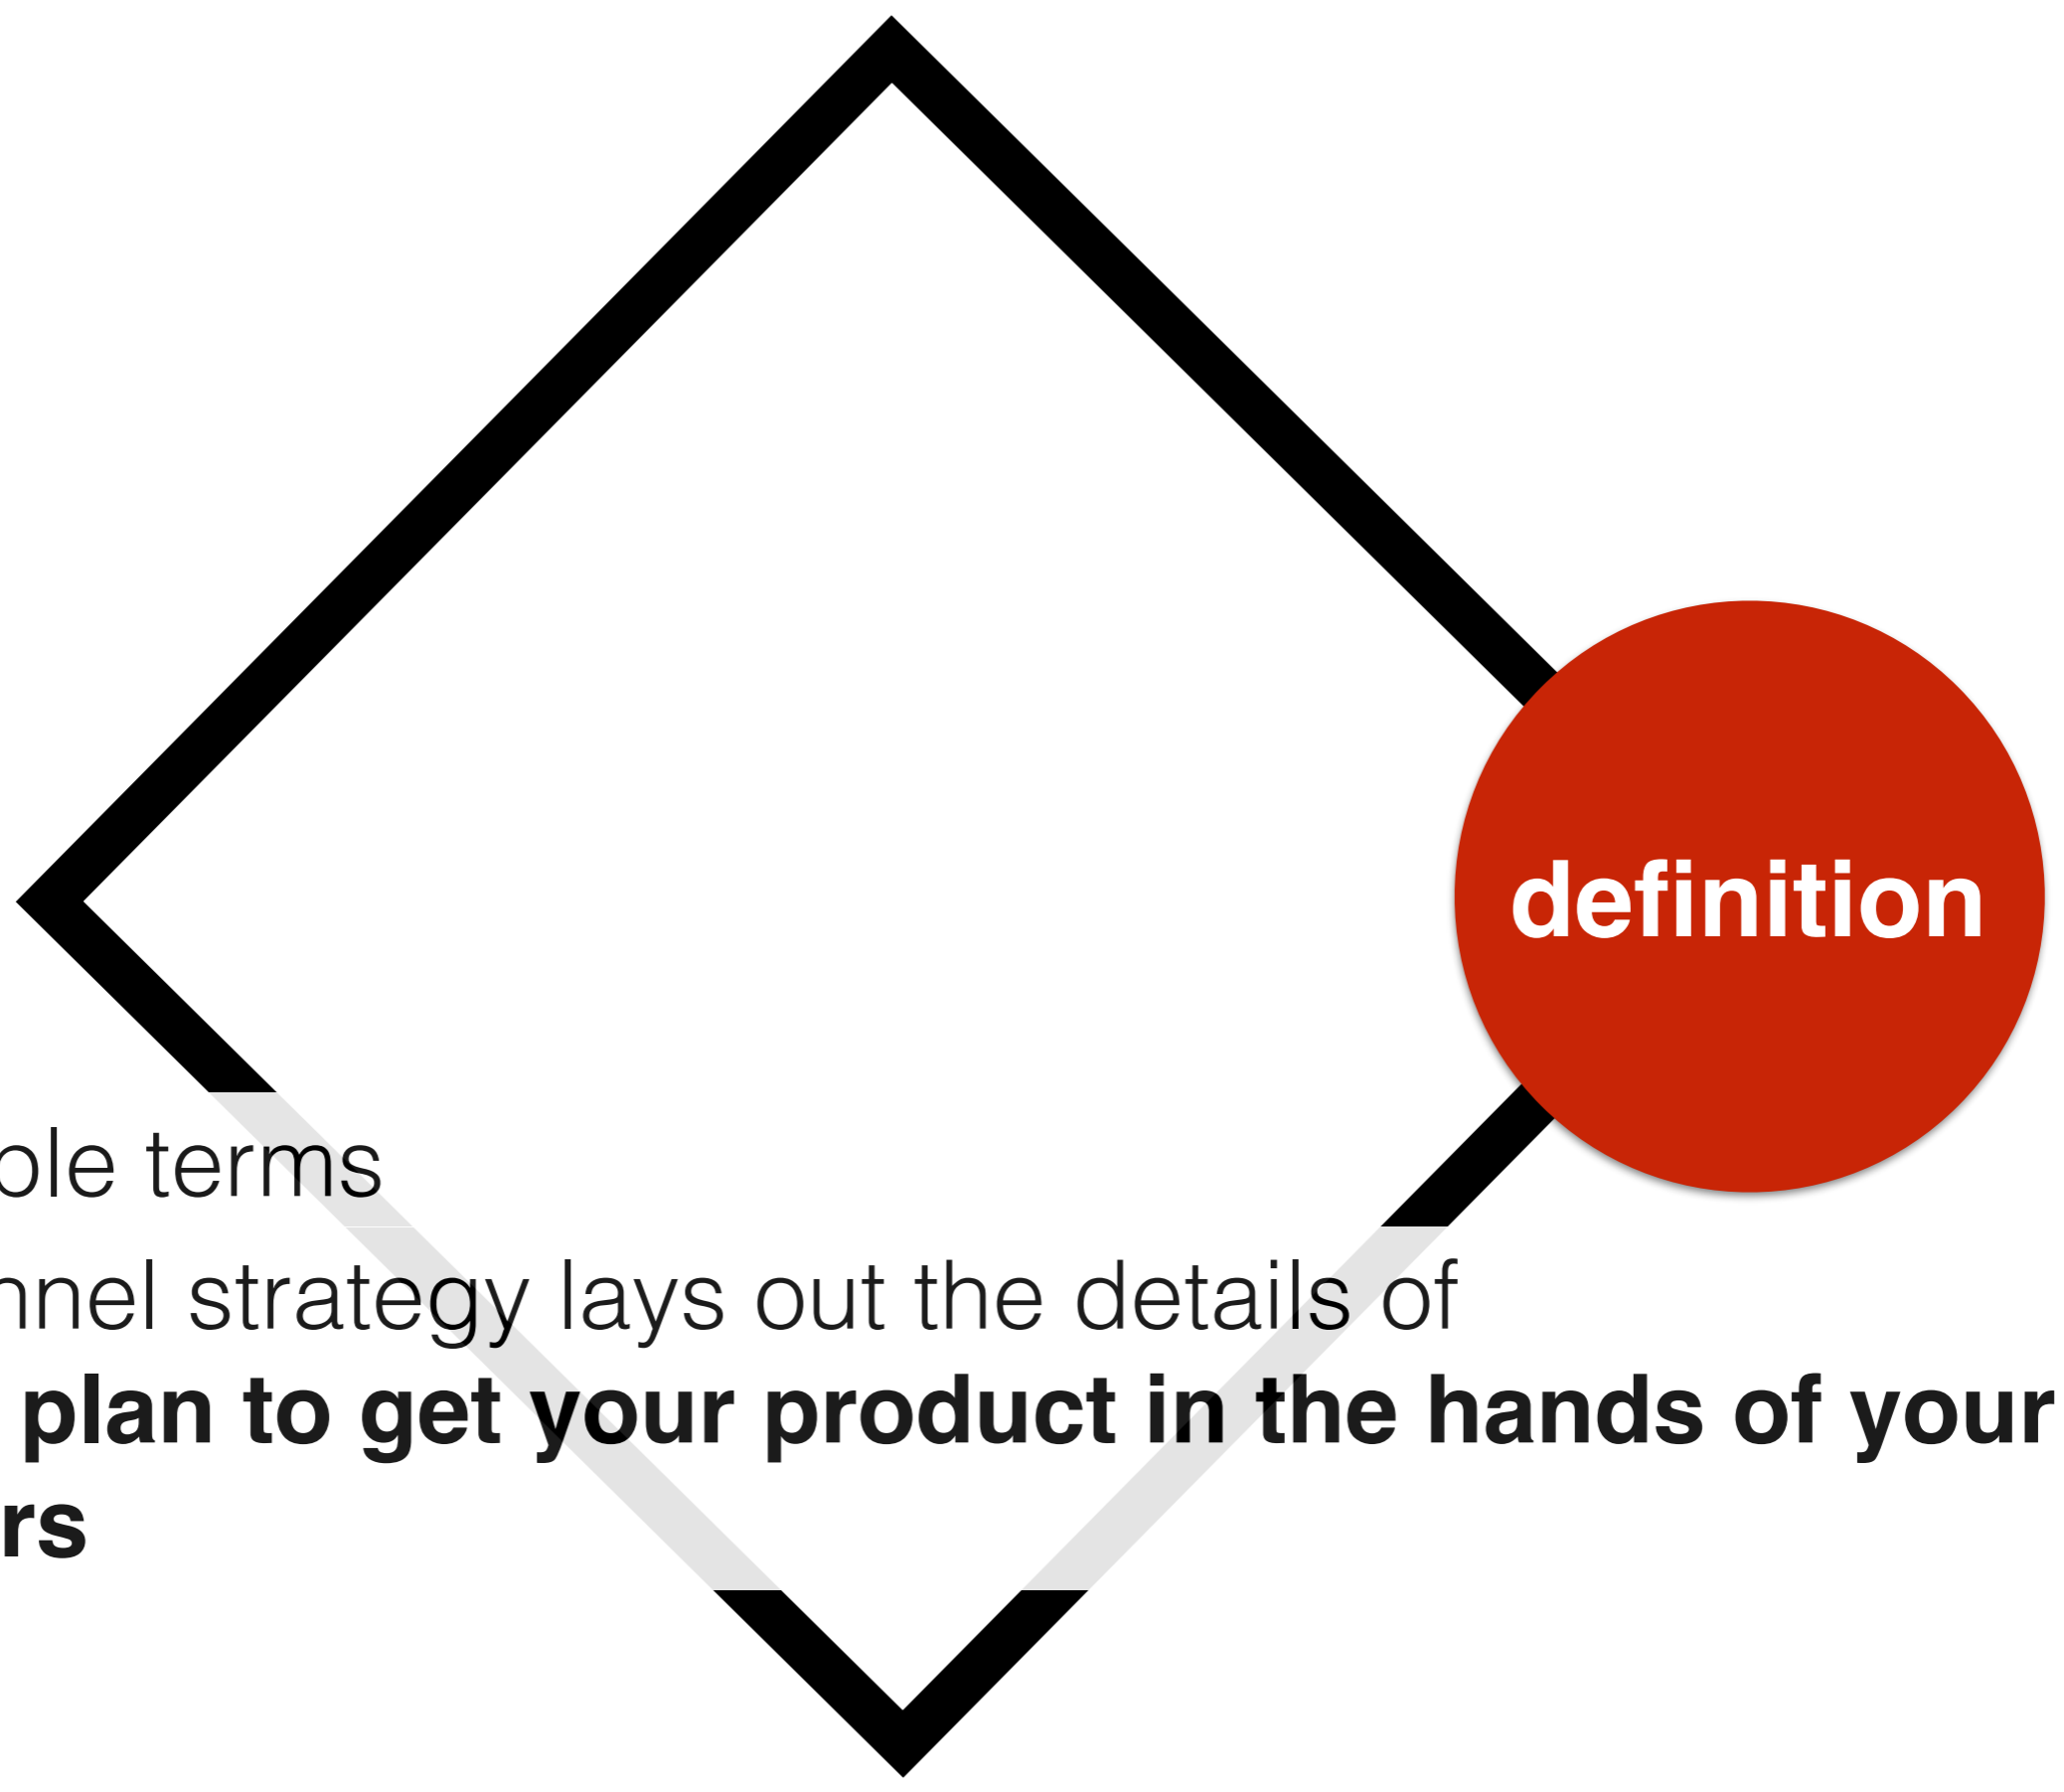 definition
ple terms
nnel strategy lays out the details of
plan to get your product in the hands of your
rs